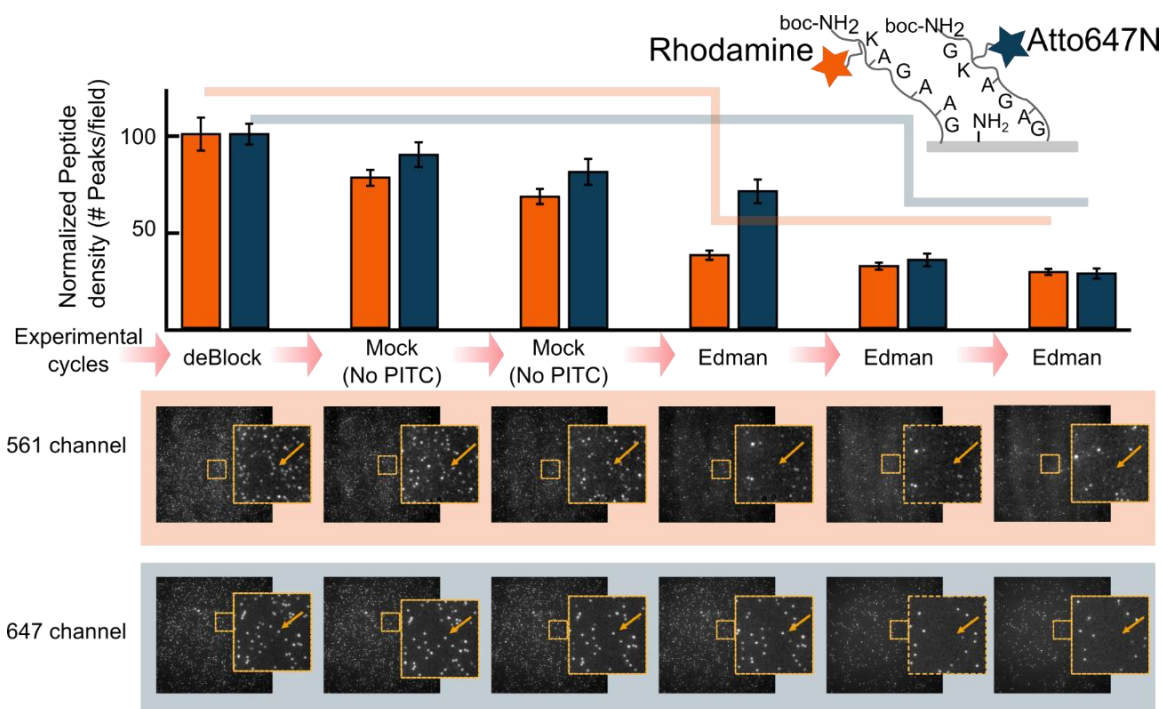 boc-NH2
boc-NH2
Rhodamine
Atto647N
K
A
G
A
A
G
G
K
A
G
A
G
NH2
Normalized Peptide
density (# Peaks/field)
100
50
Experimental
cycles
deBlock
Mock
(No PITC)
Mock
(No PITC)
Edman
Edman
Edman
561 channel
647 channel